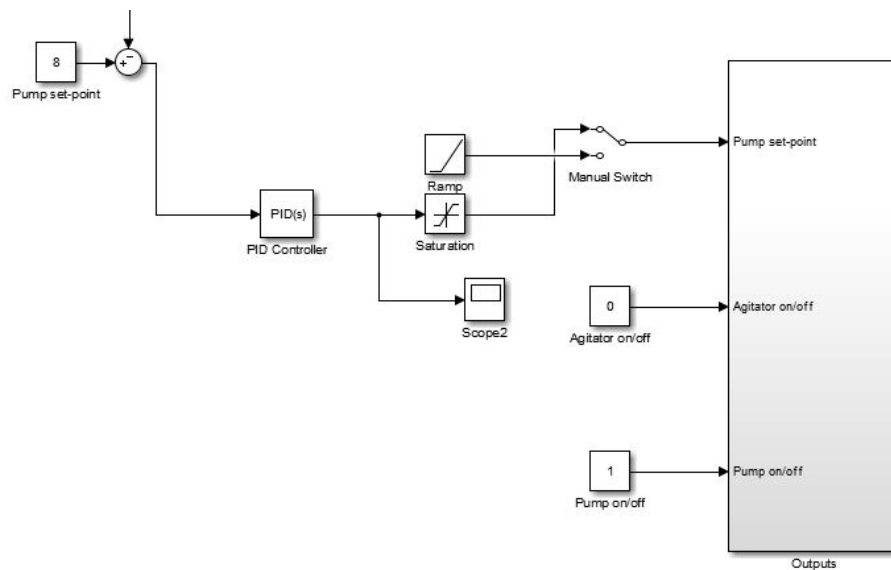 8
+
−
Pump set-point
Ramp
Manual Switch
Pump set-point
PID(s)
PID Controller
Saturation
Scope2
0
Agitator on/off
Agitator on/off
1
Pump on/off
Pump on/off
Outputs